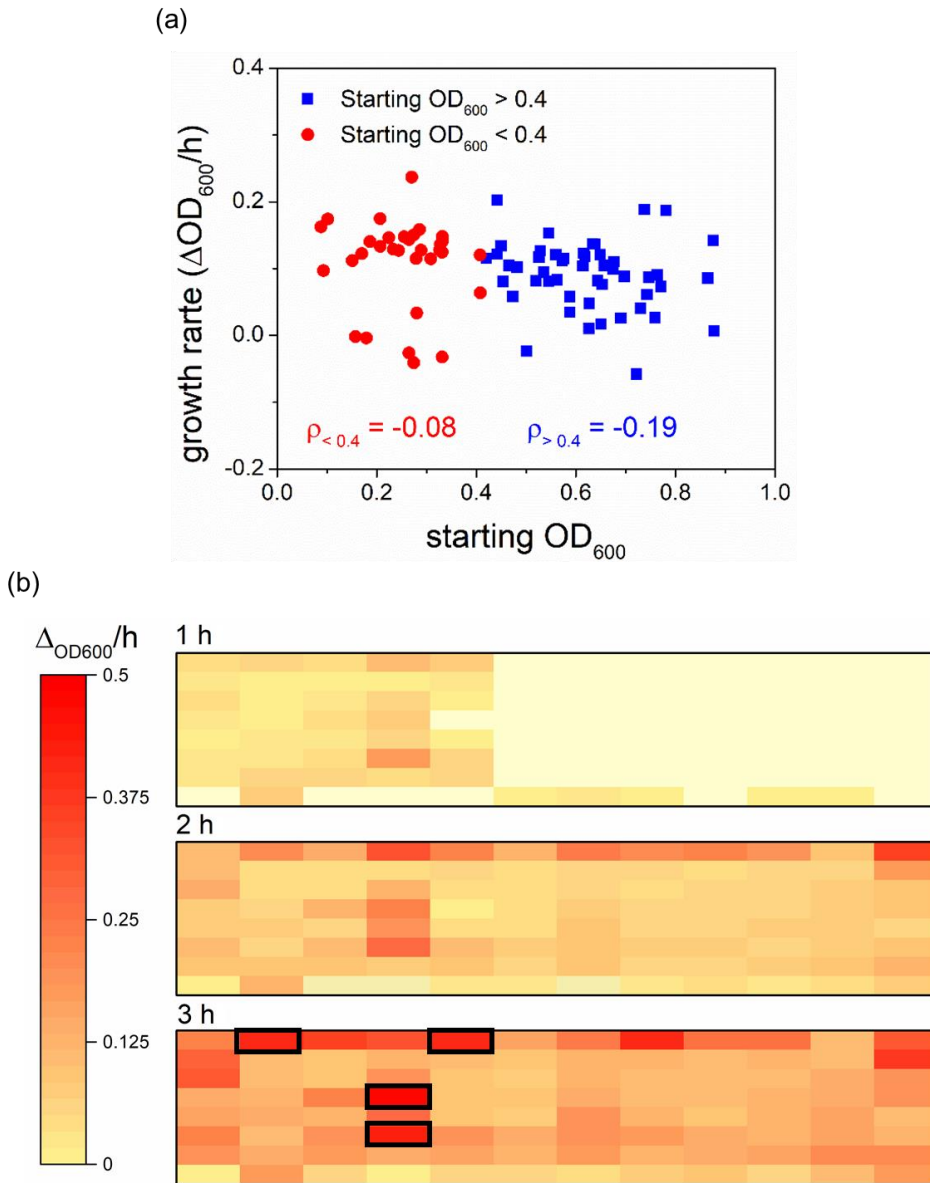 (a)
0.4
Starting OD600 > 0.4
Starting OD600 < 0.4
0.2
0.0
-0.2
growth rarte (ΔOD600/h)
ρ< 0.4 = -0.08
ρ> 0.4 = -0.19
0.0 0.2 0.4 0.6 0.8 1.0
starting OD600
(b)
ΔOD600/h
0.5
0.375
0.25
0.125
0
1 h
2 h
3 h